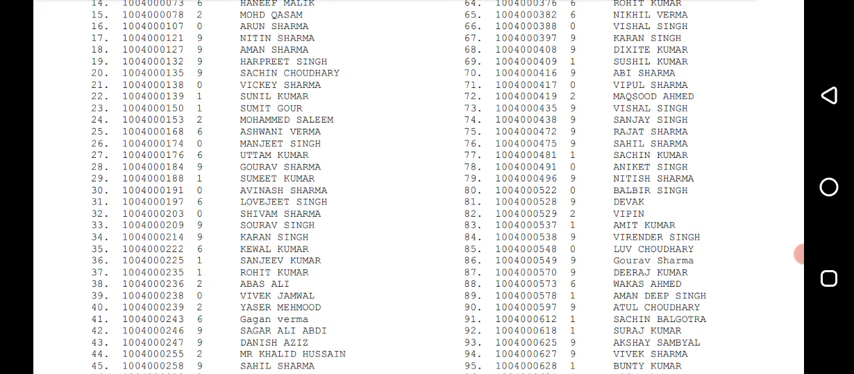 14. 1004000073 6 HANEEF MALIK 64. 1004000376 6 ROHIT KUMAR
15. 1004000078 2 MOHD QASAM 65. 1004000382 6 NIKHIL VERMA
16. 1004000107 0 ARUN SHARMA 66. 1004000388 0 VISHAL SINGH
17. 1004000121 9 NITIN SHARMA 67. 1004000397 9 KARAN SINGH
18. 1004000127 9 AMAN SHARMA 68. 1004000408 9 DIXITE KUMAR
19. 1004000132 9 HARPREET SINGH 69. 1004000409 1 SUSHIL KUMAR
20. 1004000135 9 SACHIN CHOUDHARY 70. 1004000416 9 ABI SHARMA
21. 1004000138 0 VICKEY SHARMA 71. 1004000417 0 VIPUL SHARMA
22. 1004000139 1 SUNIL KUMAR 72. 1004000419 2 MAQSOOD AHMED
23. 1004000150 1 SUMIT GOUR 73. 1004000435 9 VISHAL SINGH
24. 1004000153 2 MOHAMMED SALEEM 74. 1004000438 9 SANJAY SINGH
25. 1004000168 6 ASHWANI VERMA 75. 1004000472 9 RAJAT SHARMA
26. 1004000174 0 MANJEET SINGH 76. 1004000475 9 SAHIL SHARMA
27. 1004000176 6 UTTAM KUMAR 77. 1004000481 1 SACHIN KUMAR
28. 1004000184 9 GOURAV SHARMA 78. 1004000491 0 ANIKET SINGH
29. 1004000188 1 SUMEET KUMAR 79. 1004000496 9 NITISH SHARMA
30. 1004000191 0 AVINASH SHARMA 80. 1004000522 0 BALBIR SINGH
31. 1004000197 6 LOVEJEET SINGH 81. 1004000528 9 DEVAK
32. 1004000203 0 SHIVAM SHARMA 82. 1004000529 2 VIPIN
33. 1004000209 9 SOURAV SINGH 83. 1004000537 1 AMIT KUMAR
34. 1004000214 9 KARAN SINGH 84. 1004000538 9 VIRENDER SINGH
35. 1004000222 6 KEWAL KUMAR 85. 1004000548 0 LUV CHOUDHARY
36. 1004000225 1 SANJEEV KUMAR 86. 1004000549 9 Gourav Sharma
37. 1004000235 1 ROHIT KUMAR 87. 1004000570 9 DEERAJ KUMAR
38. 1004000236 2 ABAS ALI 88. 1004000573 6 WAKAS AHMED
39. 1004000238 0 VIVEK JAMWAL 89. 1004000578 1 AMAN DEEP SINGH
40. 1004000239 2 YASER MEHMOOD 90. 1004000597 9 ATUL CHOUDHARY
41. 1004000243 6 Gagan verma 91. 1004000612 1 SACHIN BALGOTRA
42. 1004000246 9 SAGAR ALI ABDI 92. 1004000618 1 SURAJ KUMAR
43. 1004000247 9 DANISH AZIZ 93. 1004000625 9 AKSHAY SAMBYAL
44. 1004000255 2 MR KHALID HUSSAIN 94. 1004000627 9 VIVEK SHARMA
45. 1004000258 9 SAHIL SHARMA 95. 1004000628 1 BUNTY KUMAR